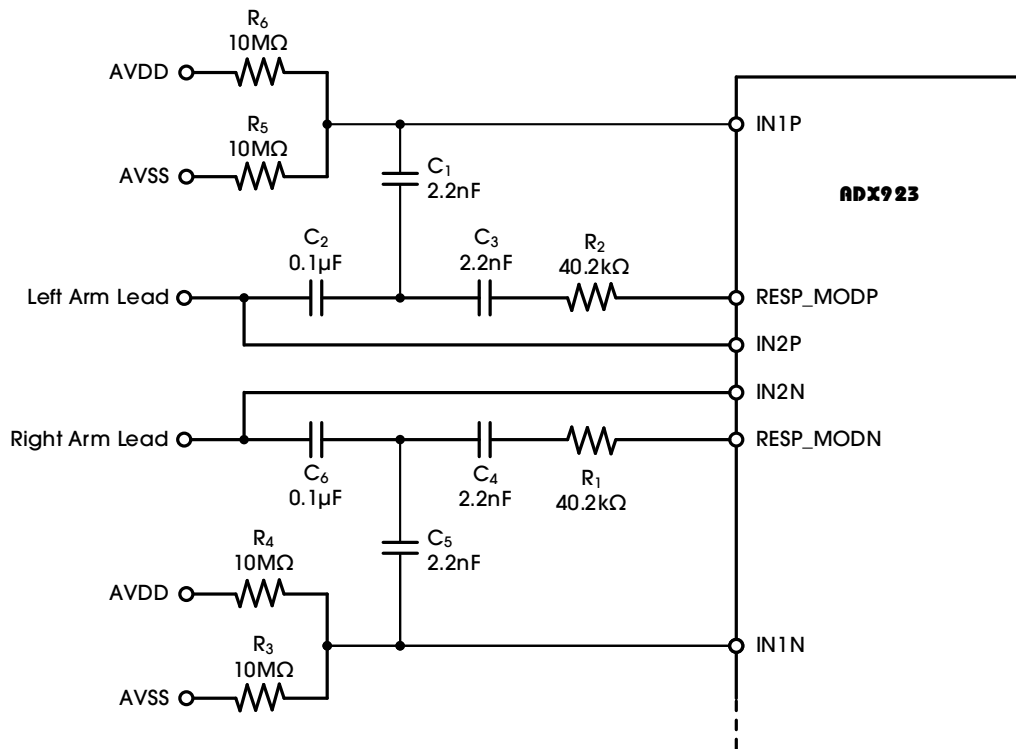 R6
10MΩ
AVDD
IN1P
R5
10MΩ
AVSS
C1
2.2nF
ADX923
C2
0.1µF
C3
2.2nF
R2
40.2kΩ
Left Arm Lead
RESP_MODP
IN2P
IN2N
Right Arm Lead
RESP_MODN
C6
0.1µF
C4
2.2nF
R1
40.2kΩ
C5
2.2nF
R4
10MΩ
AVDD
IN1N
R3
10MΩ
AVSS